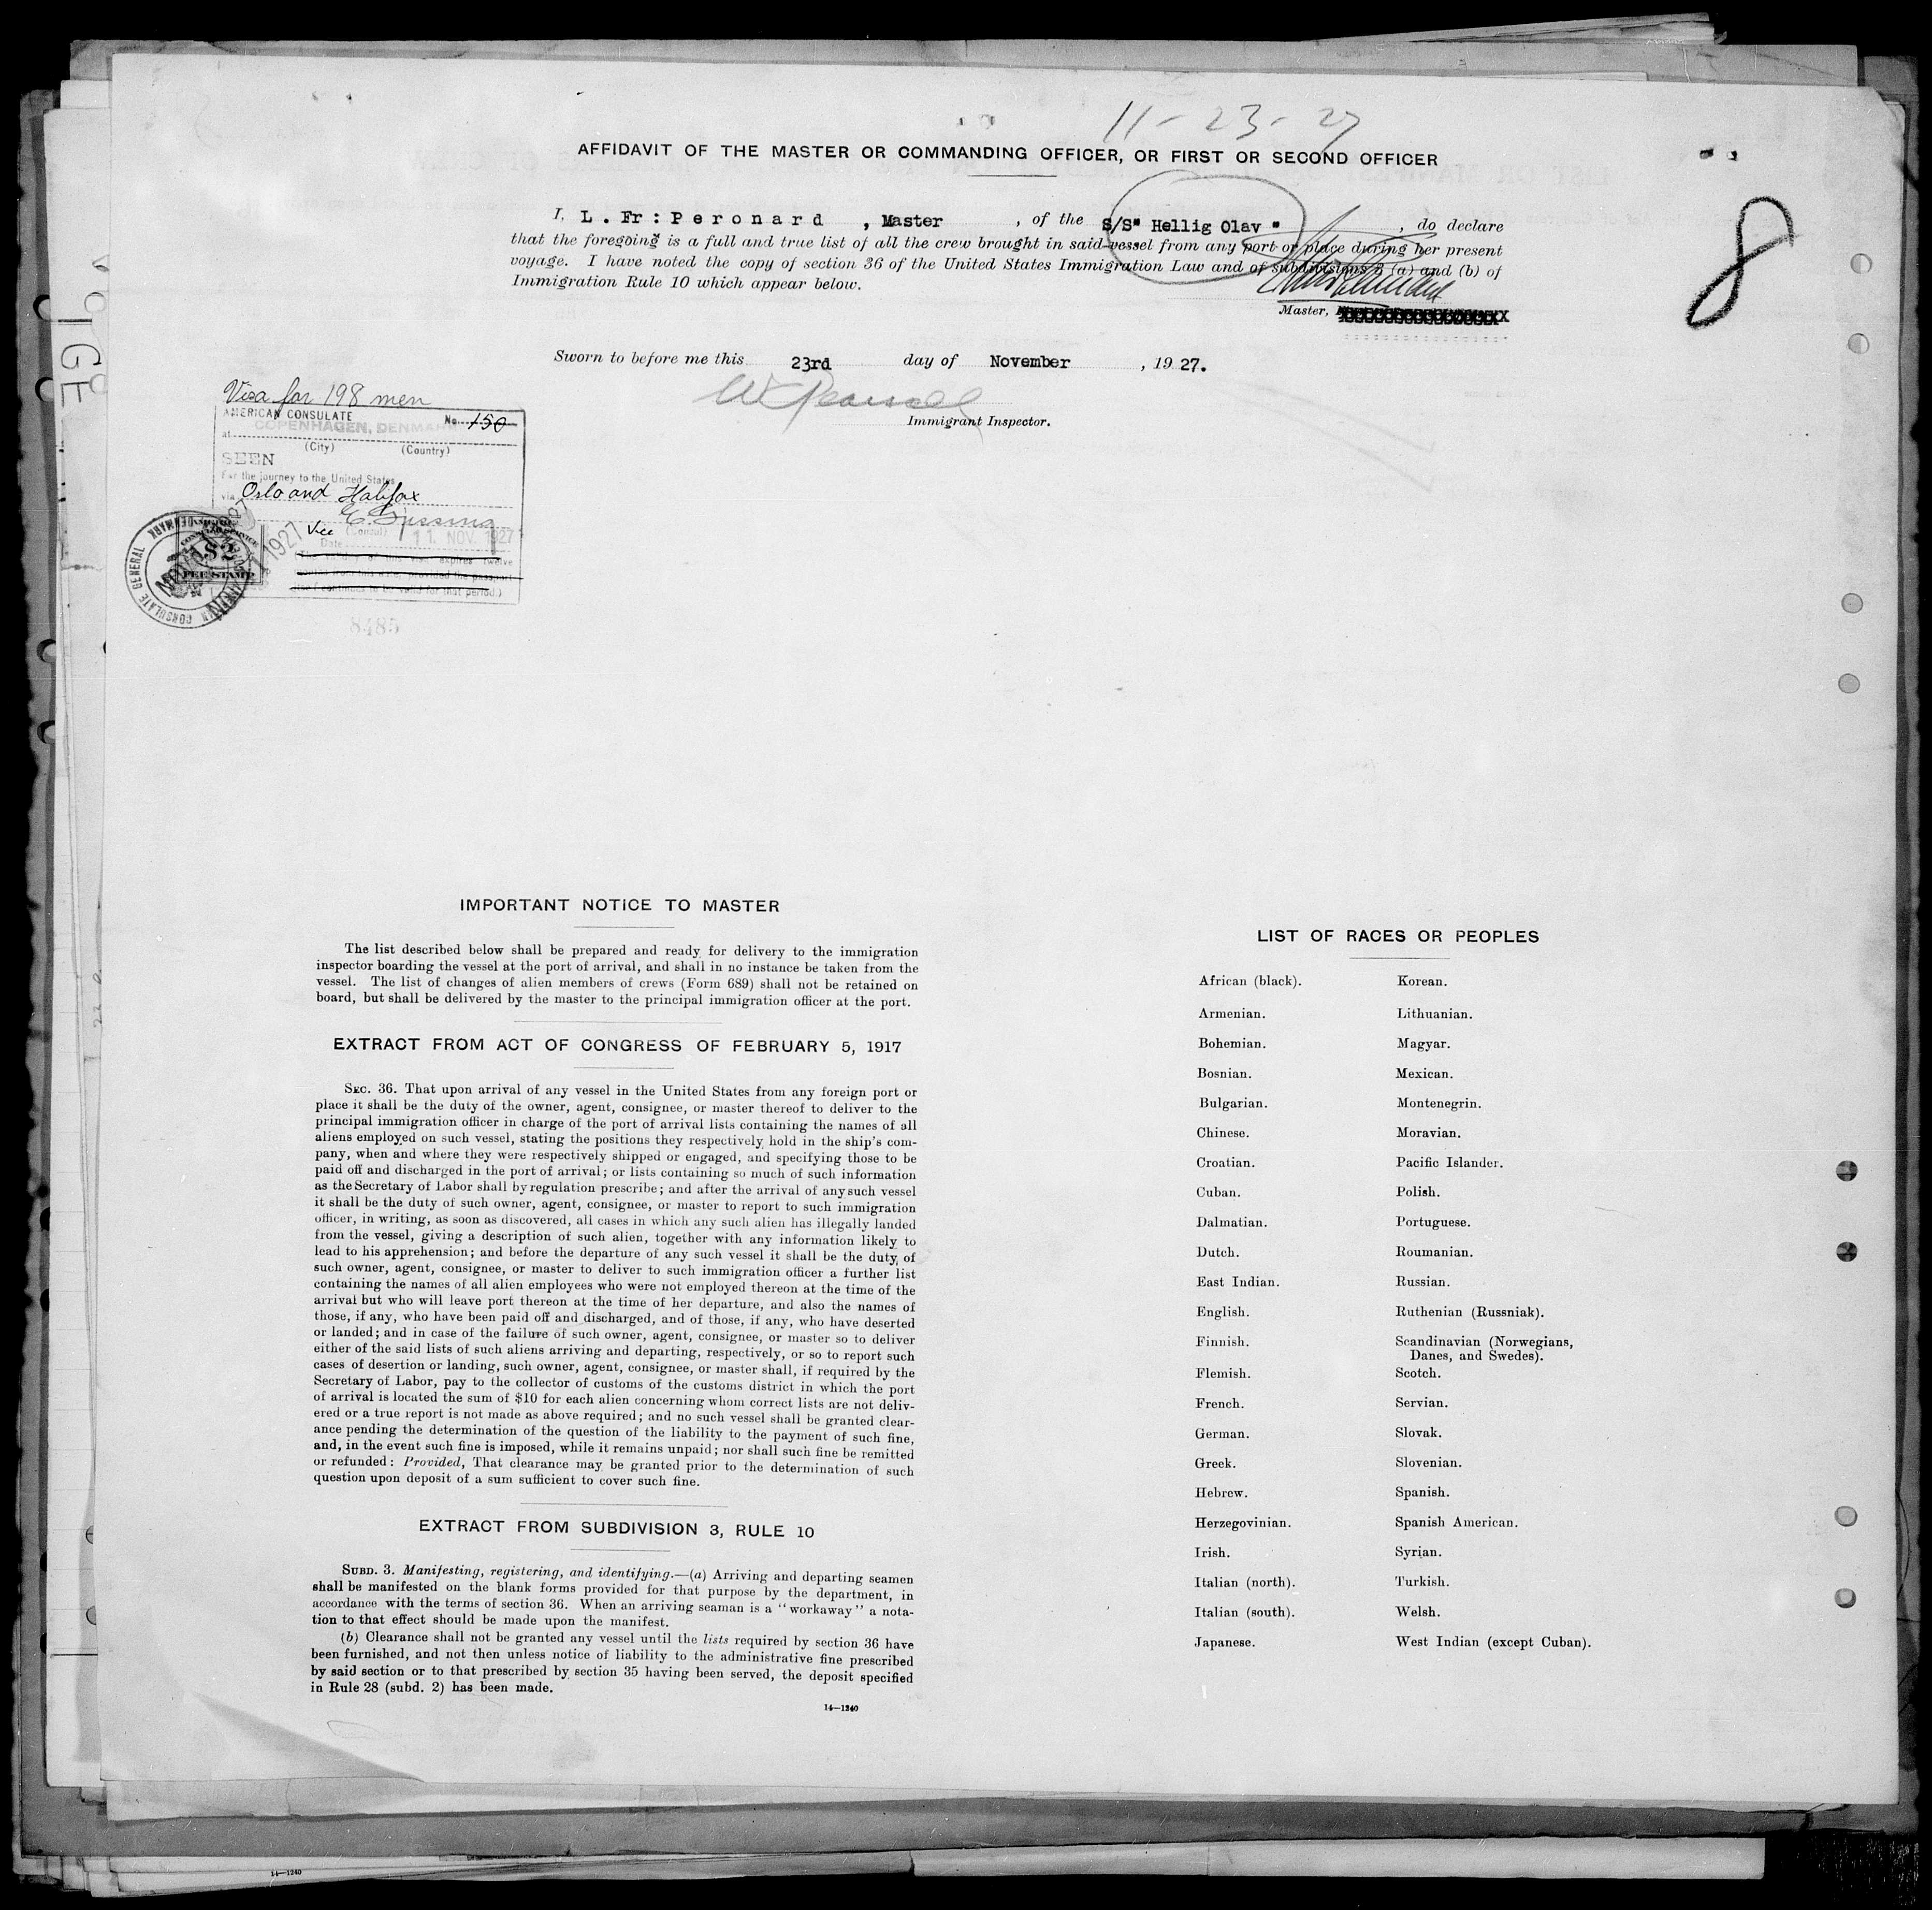 11-23-27
AFFIDAVIT OF THE MASTER OR COMMANDING OFFICER, OR FIRST OR SECOND OFFICER
I, L. Fr: Peronard , Master , of the S/S" Hellig Olav " , do declare
that the foregoing is a full and true list of all the crew brought in said vessel from any port or place during her present
voyage. I have noted the copy of section 36 of the United States Immigration Law and of subdivisions 3 (a) and (b) of
Immigration Rule 10 which appear below.
Master,
8
Sworn to before me this 23rd day of November , 1927.
Immigrant Inspector.
Visa for 198 men
AMERICAN CONSULATE No. 150
at COPENHAGEN, DENMARK
(City) (Country)
SEEN
For the journey to the United States
via Oslo and Halifax
Vice (Consul)
Date 11. NOV. 1927
8485
IMPORTANT NOTICE TO MASTER
The list described below shall be prepared and ready for delivery to the immigration
inspector boarding the vessel at the port of arrival, and shall in no instance be taken from the
vessel. The list of changes of alien members of crews (Form 689) shall not be retained on
board, but shall be delivered by the master to the principal immigration officer at the port.
EXTRACT FROM ACT OF CONGRESS OF FEBRUARY 5, 1917
SEC. 36. That upon arrival of any vessel in the United States from any foreign port or
place it shall be the duty of the owner, agent, consignee, or master thereof to deliver to the
principal immigration officer in charge of the port of arrival lists containing the names of all
aliens employed on such vessel, stating the positions they respectively hold in the ship's com-
pany, when and where they were respectively shipped or engaged, and specifying those to be
paid off and discharged in the port of arrival; or lists containing so much of such information
as the Secretary of Labor shall by regulation prescribe; and after the arrival of any such vessel
it shall be the duty of such owner, agent, consignee, or master to report to such immigration
officer, in writing, as soon as discovered, all cases in which any such alien has illegally landed
from the vessel, giving a description of such alien, together with any information likely to
lead to his apprehension; and before the departure of any such vessel it shall be the duty of
such owner, agent, consignee, or master to deliver to such immigration officer a further list
containing the names of all alien employees who were not employed thereon at the time of the
arrival but who will leave port thereon at the time of her departure, and also the names of
those, if any, who have been paid off and discharged, and of those, if any, who have deserted
or landed; and in case of the failure of such owner, agent, consignee, or master so to deliver
either of the said lists of such aliens arriving and departing, respectively, or so to report such
cases of desertion or landing, such owner, agent, consignee, or master shall, if required by the
Secretary of Labor, pay to the collector of customs of the customs district in which the port
of arrival is located the sum of $10 for each alien concerning whom correct lists are not deliv-
ered or a true report is not made as above required; and no such vessel shall be granted clear-
ance pending the determination of the question of the liability to the payment of such fine,
and, in the event such fine is imposed, while it remains unpaid; nor shall such fine be remitted
or refunded: Provided, That clearance may be granted prior to the determination of such
question upon deposit of a sum sufficient to cover such fine.
EXTRACT FROM SUBDIVISION 3, RULE 10
SUBD. 3. Manifesting, registering, and identifying.—(a) Arriving and departing seamen
shall be manifested on the blank forms provided for that purpose by the department, in
accordance with the terms of section 36. When an arriving seaman is a "workaway" a nota-
tion to that effect should be made upon the manifest.
(b) Clearance shall not be granted any vessel until the lists required by section 36 have
been furnished, and not then unless notice of liability to the administrative fine prescribed
by said section or to that prescribed by section 35 having been served, the deposit specified
in Rule 28 (subd. 2) has been made.
14—1240
LIST OF RACES OR PEOPLES
African (black). Korean.
Armenian. Lithuanian.
Bohemian. Magyar.
Bosnian. Mexican.
Bulgarian. Montenegrin.
Chinese. Moravian.
Croatian. Pacific Islander.
Cuban. Polish.
Dalmatian. Portuguese.
Dutch. Roumanian.
East Indian. Russian.
English. Ruthenian (Russniak).
Finnish. Scandinavian (Norwegians,
Danes, and Swedes).
Flemish. Scotch.
French. Servian.
German. Slovak.
Greek. Slovenian.
Hebrew. Spanish.
Herzegovinian. Spanish American.
Irish. Syrian.
Italian (north). Turkish.
Italian (south). Welsh.
Japanese. West Indian (except Cuban).
14—1240